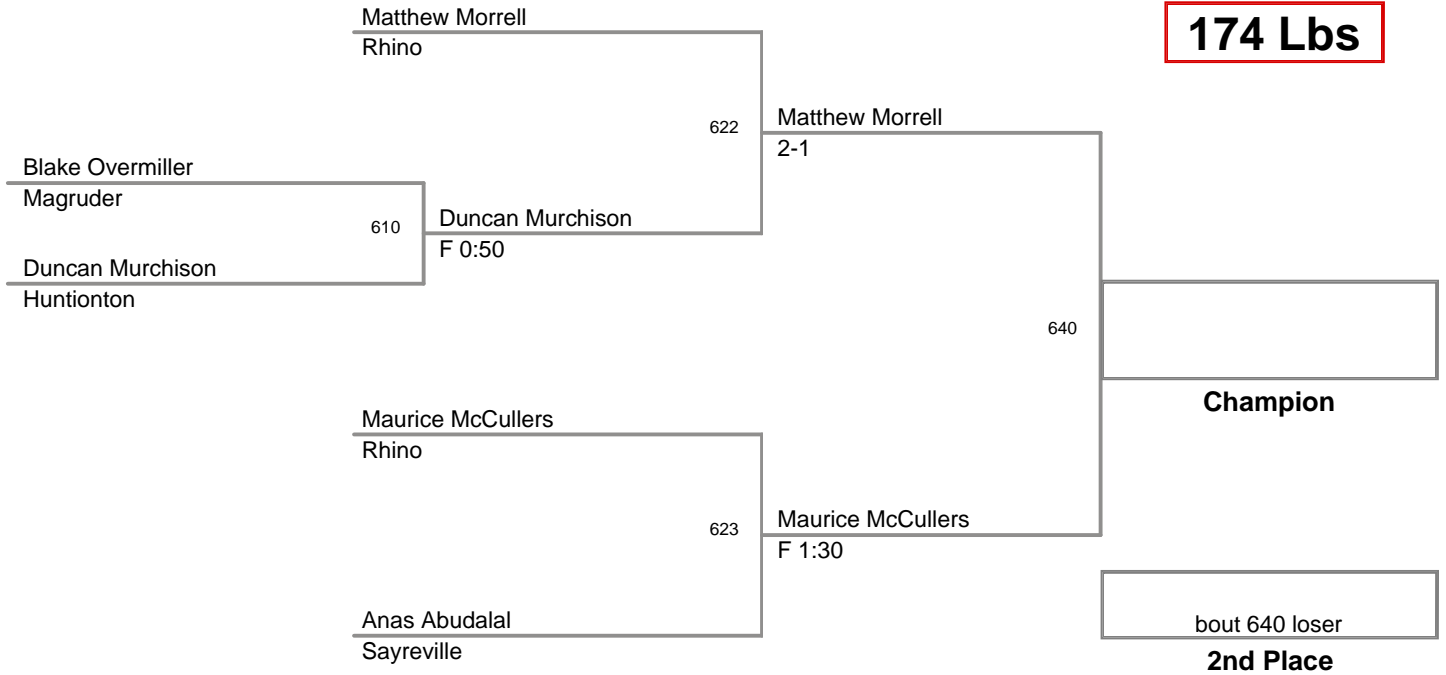 174 Lbs
Matthew Morrell
Rhino
622
Matthew Morrell
2-1
Blake Overmiller
Magruder
610
Duncan Murchison
F 0:50
Duncan Murchison
Huntionton
640
Champion
Maurice McCullers
Rhino
623
Maurice McCullers
F 1:30
Anas Abudalal
Sayreville
bout 640 loser
2nd Place